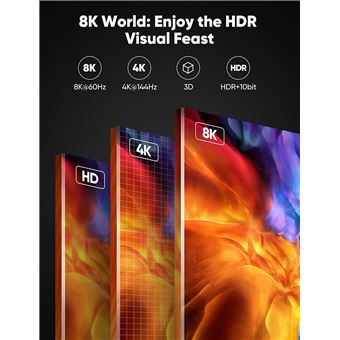 8K World: Enjoy the HDR
Visual Feast
8K 4K HDR
8K@60Hz 4K@144Hz 3D HDR+10bit
8K
4K
HD